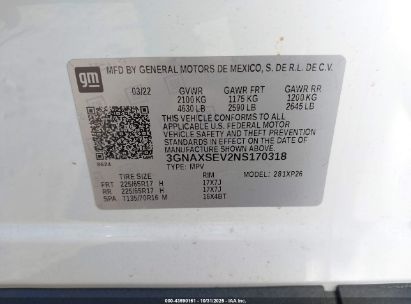 gm
MFD BY GENERAL MOTORS DE MEXICO, S. DE R.L. DE C.V.
03/22 GVWR GAWR FRT GAWR RR
2100 KG 1175 KG 1200 KG
4630 LB 2590 LB 2645 LB
THIS VEHICLE CONFORMS TO ALL
APPLICABLE U.S. FEDERAL MOTOR
VEHICLE SAFETY AND THEFT
PREVENTION STANDARDS IN EFFECT
ON THE DATE OF MANUFACTURE
SHOWN ABOVE.
3GNAXSEV2NS170318
TYPE: MPV MODEL: 281XP26
TIRE SIZE RIM
FRT 225/65R17 H 17X7J
RR 225/65R17 H 17X7J
SPA T135/70R16 M 16X4BT